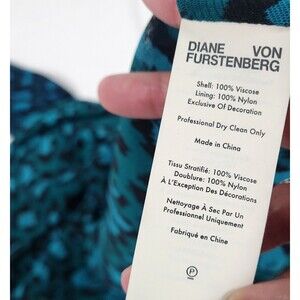 DIANE VON
FURSTENBERG
Shell: 100% Viscose
Lining: 100% Nylon
Exclusive Of Decoration
Professional Dry Clean Only
Made in China
Tissu Stratifié: 100% Viscose
Doublure: 100% Nylon
À L'Exception Des Décorations
Nettoyage À Sec Par Un
Professionnel Uniquement
Fabriqué en Chine
P